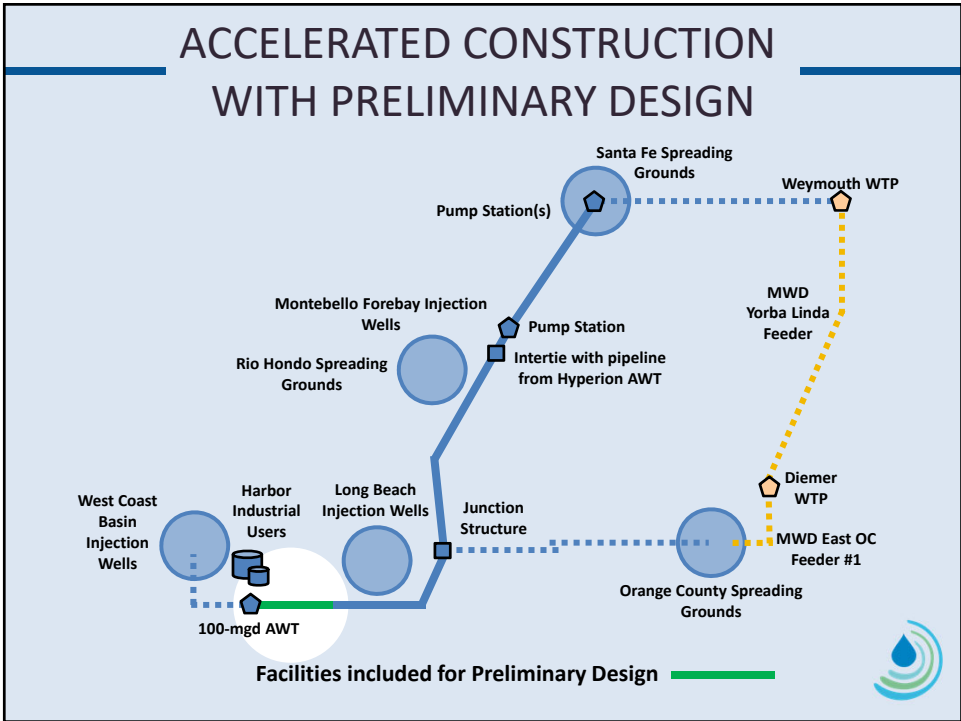 ACCELERATED CONSTRUCTION
WITH PRELIMINARY DESIGN
Santa Fe Spreading
Grounds
Weymouth WTP
Pump Station(s)
MWD
Yorba Linda
Feeder
Montebello Forebay Injection
Wells
Pump Station
Rio Hondo Spreading
Grounds
Intertie with pipeline
from Hyperion AWT
Diemer
WTP
West Coast
Basin
Injection
Wells
Harbor
Industrial
Users
Long Beach
Injection Wells
Junction
Structure
MWD East OC
Feeder #1
Orange County Spreading
Grounds
100-mgd AWT
Facilities included for Preliminary Design